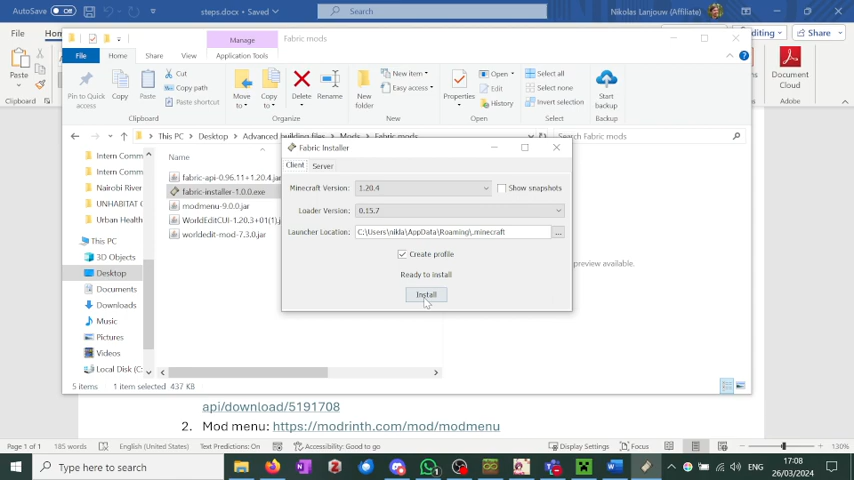 AutoSave Off steps.docx • Saved Search Nikolas Lanjouw (Affiliate)
File Editing Share
Paste Clipboard Document Cloud Adobe
Manage Fabric mods
File Home Share View Application Tools
Pin to Quick access Copy Paste Cut Copy path Paste shortcut Move to Copy to Delete Rename New folder New item Easy access Properties Open Edit History Select all Select none Invert selection Start backup
Clipboard Organize New Open Select Backup
This PC Desktop Advanced building files Mods Fabric mods Search Fabric mods
Name
Intern Comm
Intern Comm
Nairobi River
UNHABITAT
Urban Health
This PC
3D Objects
Desktop
Documents
Downloads
Music
Pictures
Videos
Local Disk (C:
fabric-api-0.96.11+1.20.4.jar
fabric-installer-1.0.0.exe
modmenu-9.0.0.jar
WorldEditCUI-1.20.3+01(1).j
worldedit-mod-7.3.0.jar
Fabric Installer
Client Server
Minecraft Version: 1.20.4 Show snapshots
Loader Version: 0.15.7
Launcher Location: C:\Users\nikla\AppData\Roaming\.minecraft ...
Create profile
Ready to install
Install
preview available.
5 items 1 item selected 437 KB
api/download/5191708
2. Mod menu: https://modrinth.com/mod/modmenu
Page 1 of 1 185 words English (United States) Text Predictions: On Accessibility: Good to go Display Settings Focus 130%
Type here to search ENG 17:08
26/03/2024